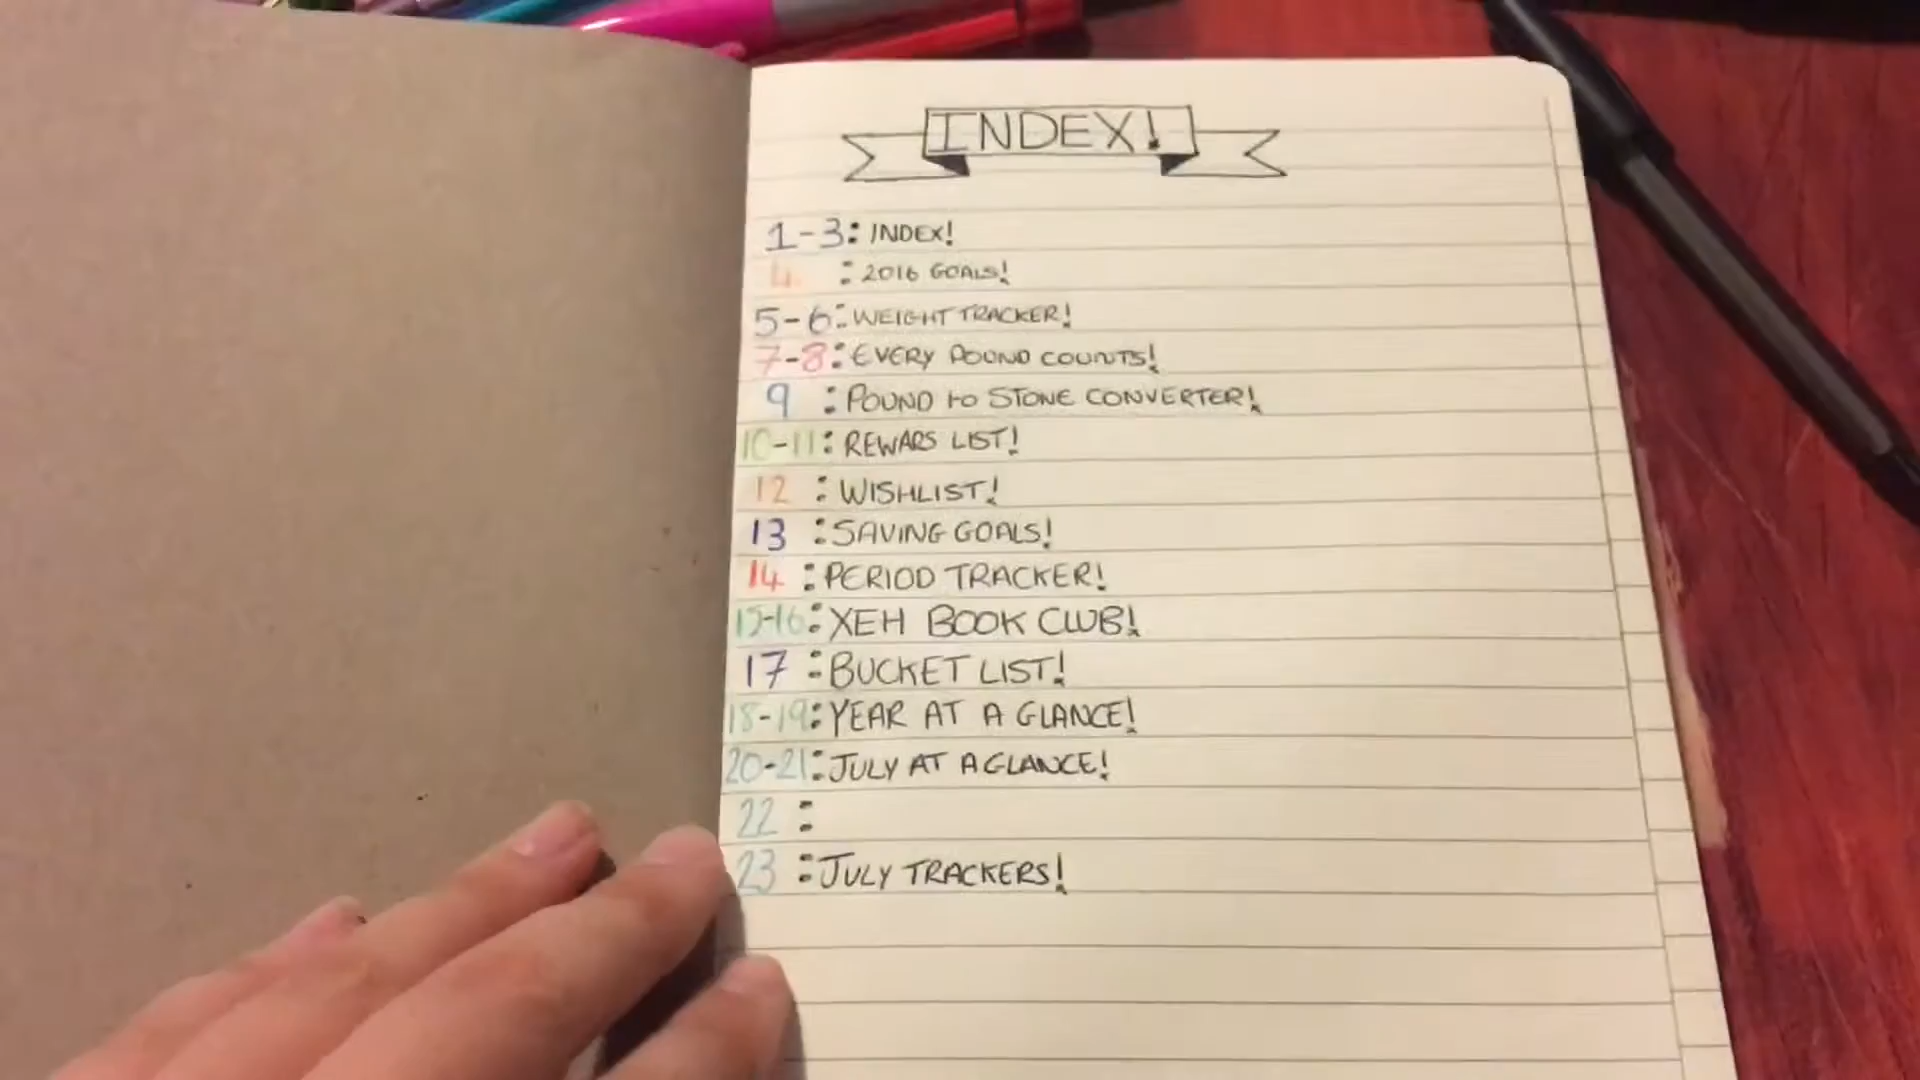 INDEX!
1-3: INDEX!
4 : 2016 GOALS!
5-6: WEIGHT TRACKER!
7-8: EVERY POUND COUNTS!
9 : POUND to STONE CONVERTER!
10-11: REWARS LIST!
12 : WISHLIST!
13 : SAVING GOALS!
14 : PERIOD TRACKER!
15-16: XEH BOOK CLUB!
17 : BUCKET LIST!
18-19: YEAR AT A GLANCE!
20-21: JULY AT A GLANCE!
22 :
23 : JULY TRACKERS!